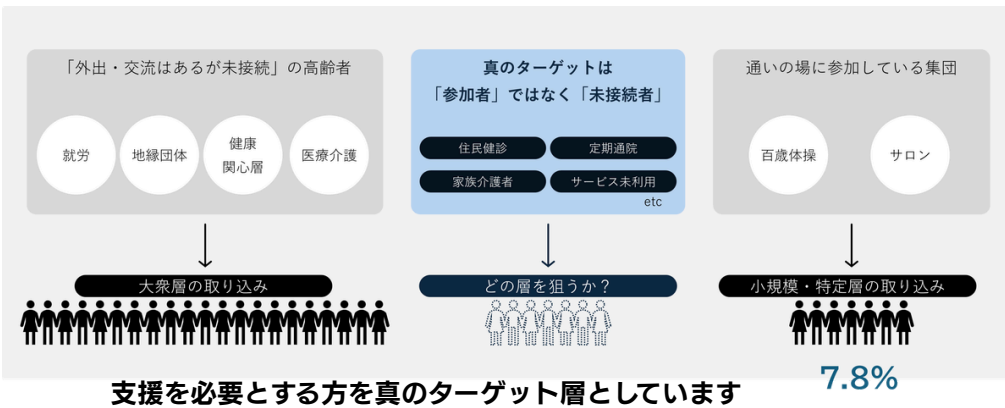 「外出・交流はあるが未接続」の高齢者
就労
地縁団体
健康
関心層
医療介護
大衆層の取り込み
真のターゲットは
「参加者」ではなく「未接続者」
住民健診
定期通院
家族介護者
サービス未利用
etc
どの層を狙うか？
通いの場に参加している集団
百歳体操
サロン
小規模・特定層の取り込み
7.8%
支援を必要とする方を真のターゲット層としています